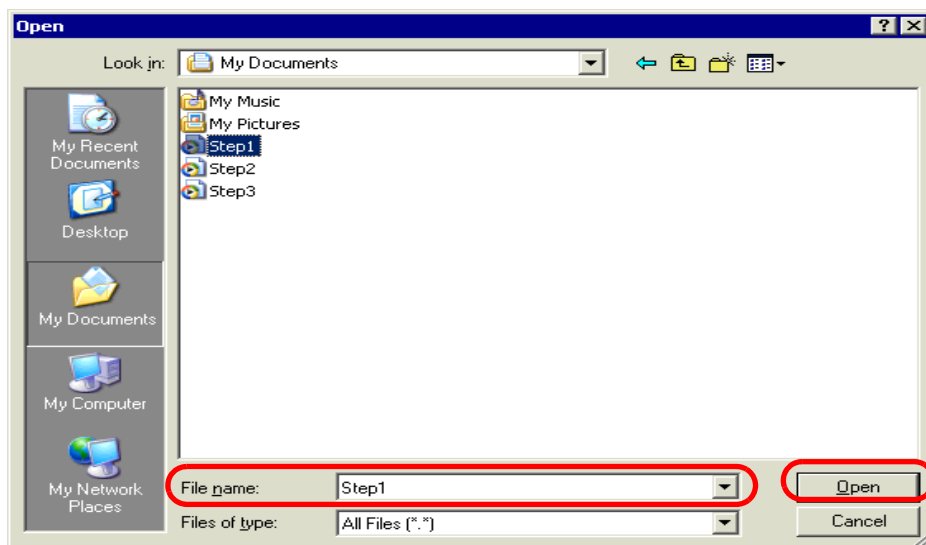 Open
Look in: My Documents
My Recent
Documents
Desktop
My Documents
My Computer
My Network
Places
My Music
My Pictures
Step1
Step2
Step3
File name: Step1 Open
Files of type: All Files (*.*) Cancel